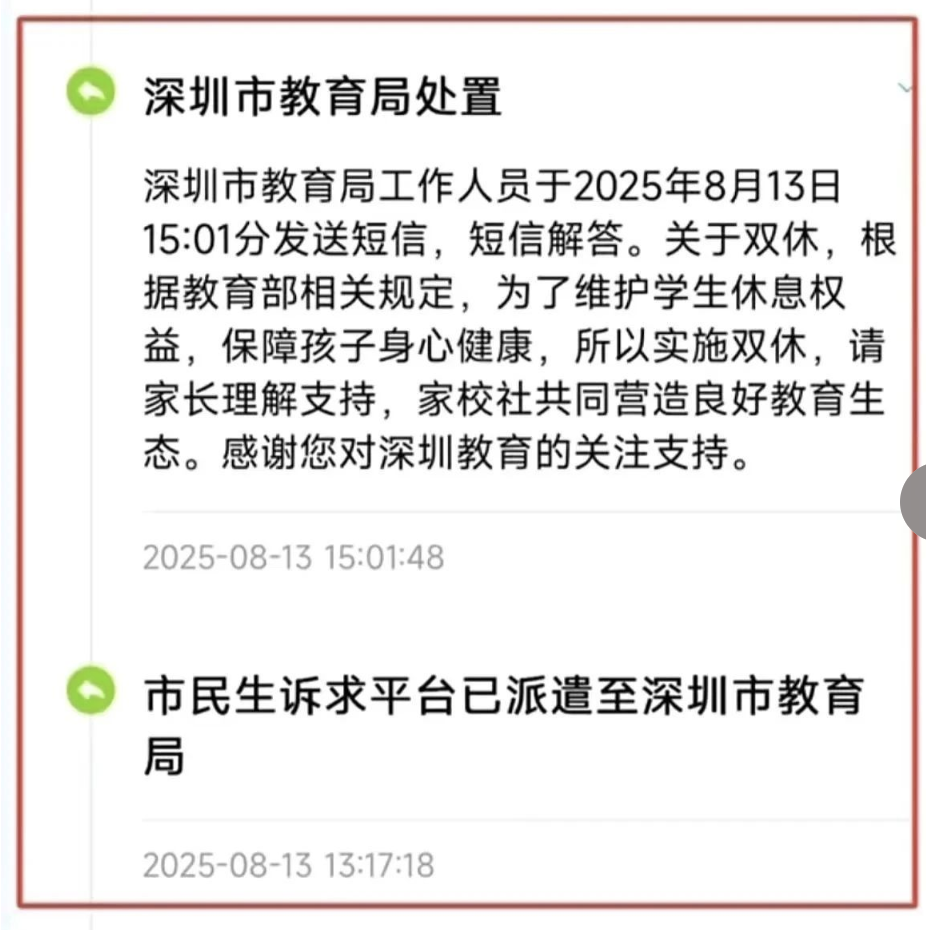 深圳市教育局处置
深圳市教育局工作人员于2025年8月13日
15:01分发送短信，短信解答。关于双休，根
据教育部相关规定，为了维护学生休息权
益，保障孩子身心健康，所以实施双休，请
家长理解支持，家校社共同营造良好教育生
态。感谢您对深圳教育的关注支持。
2025-08-13 15:01:48
市民生诉求平台已派遣至深圳市教育
局
2025-08-13 13:17:18